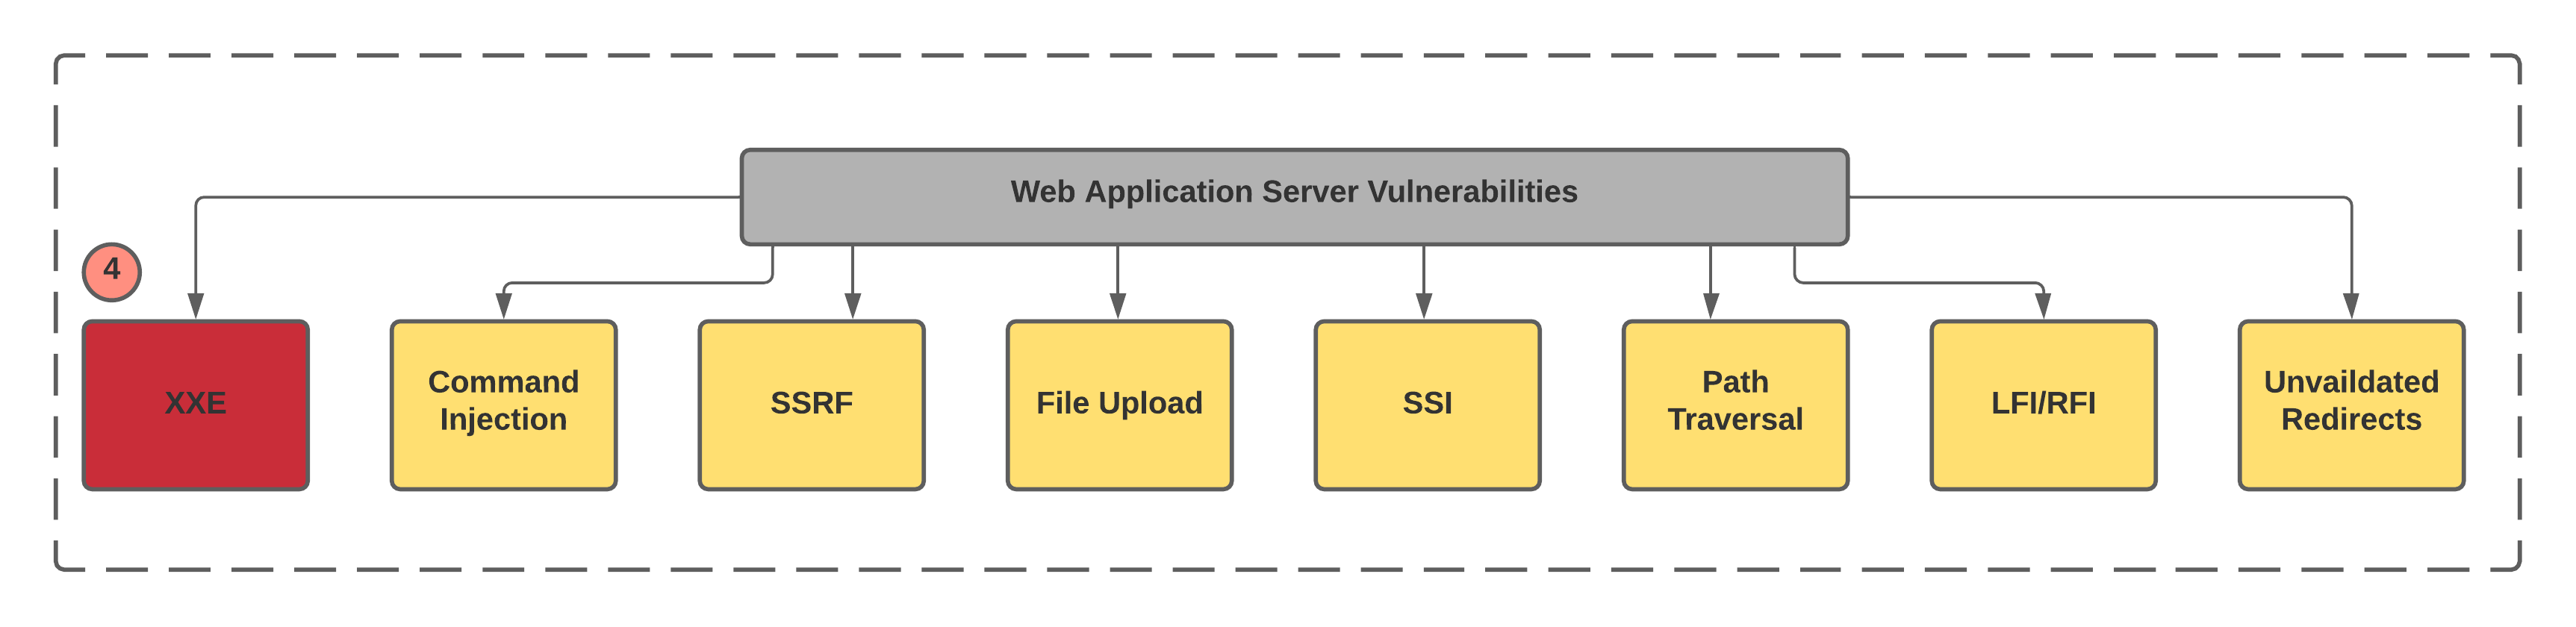 Web Application Server Vulnerabilities
4
XXE
Command
Injection
SSRF
File Upload
SSI
Path
Traversal
LFI/RFI
Unvaildated
Redirects